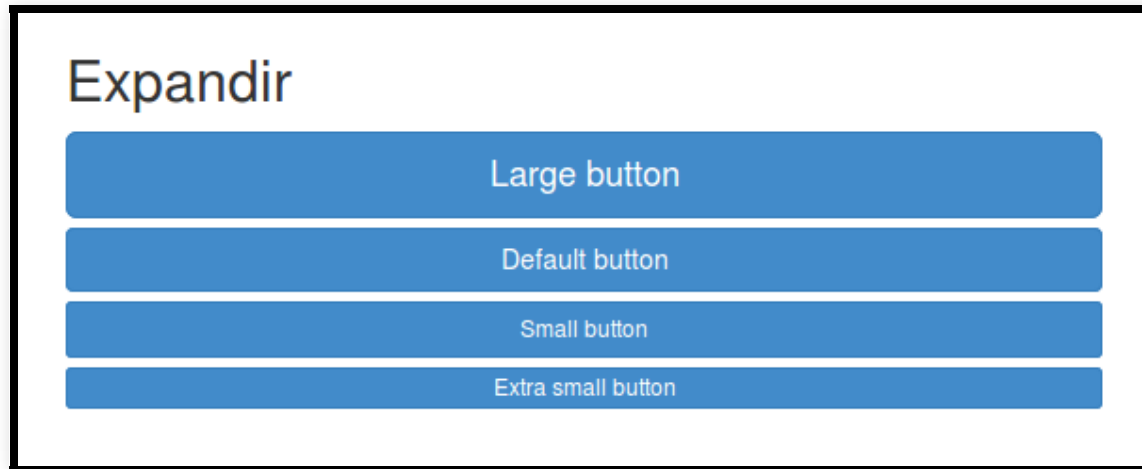 Expandir
Large button
Default button
Small button
Extra small button